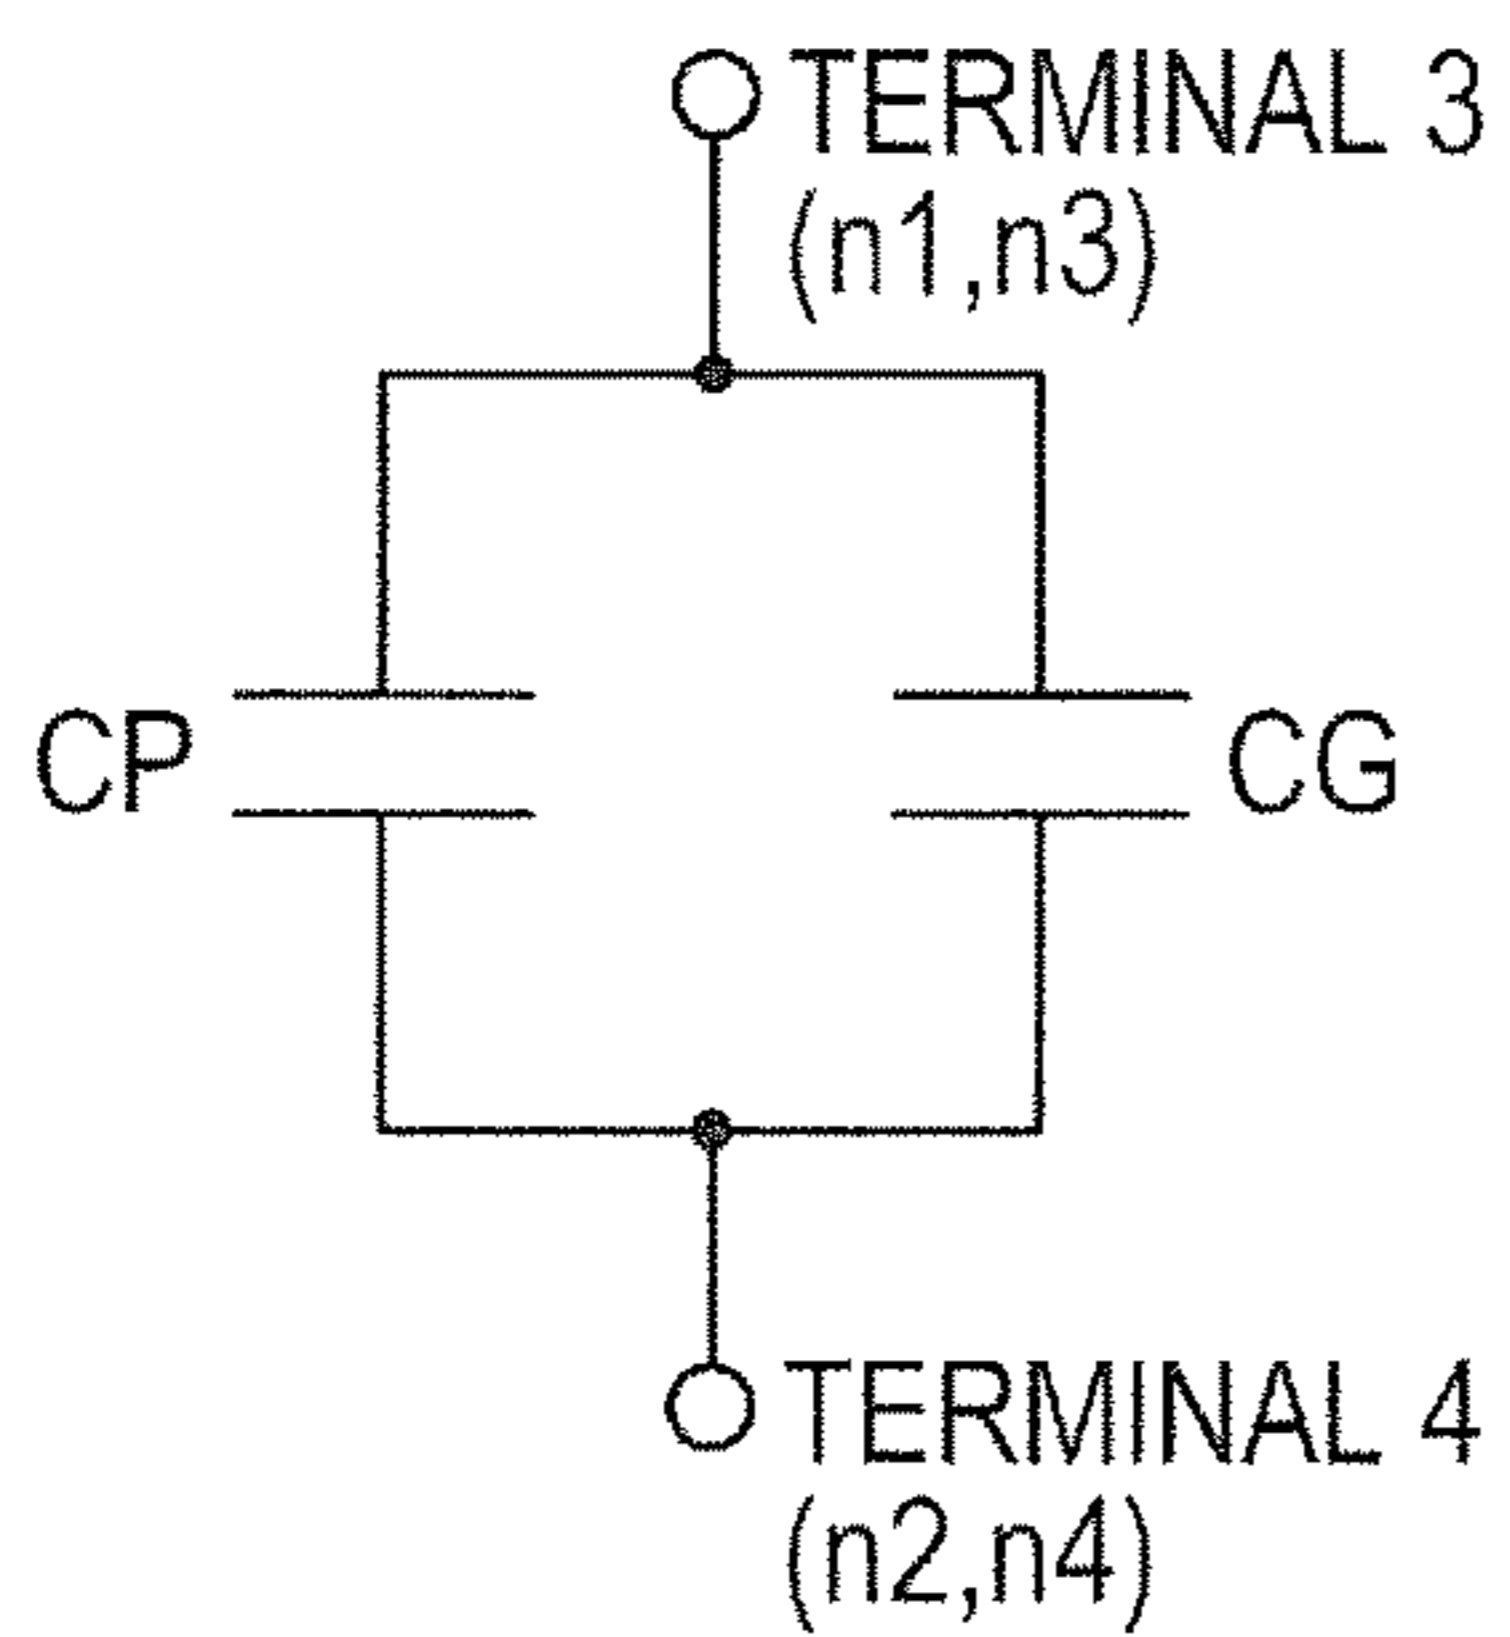 TERMINAL 3
(n1,n3)
CP
CG
TERMINAL 4
(n2,n4)